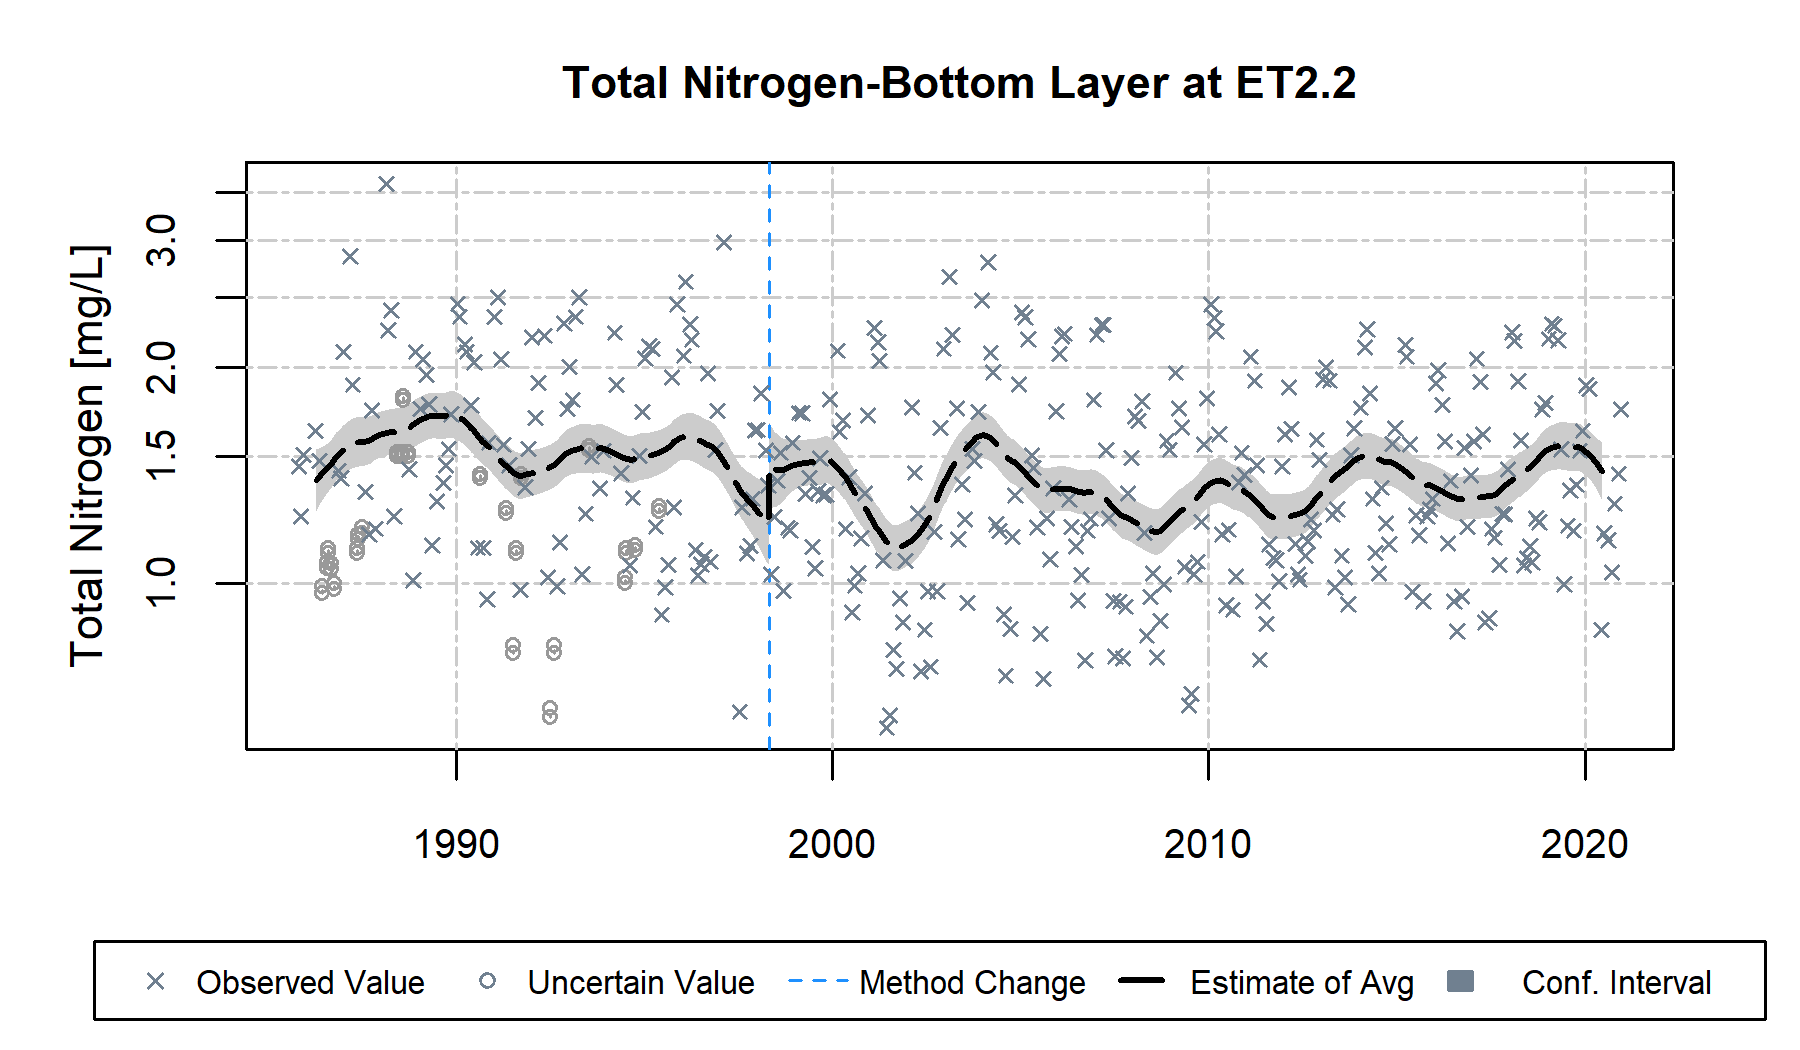 Total Nitrogen-Bottom Layer at ET2.2
Total Nitrogen [mg/L]
3.0
2.0
1.5
1.0
1990 2000 2010 2020
Observed Value Uncertain Value Method Change Estimate of Avg Conf. Interval